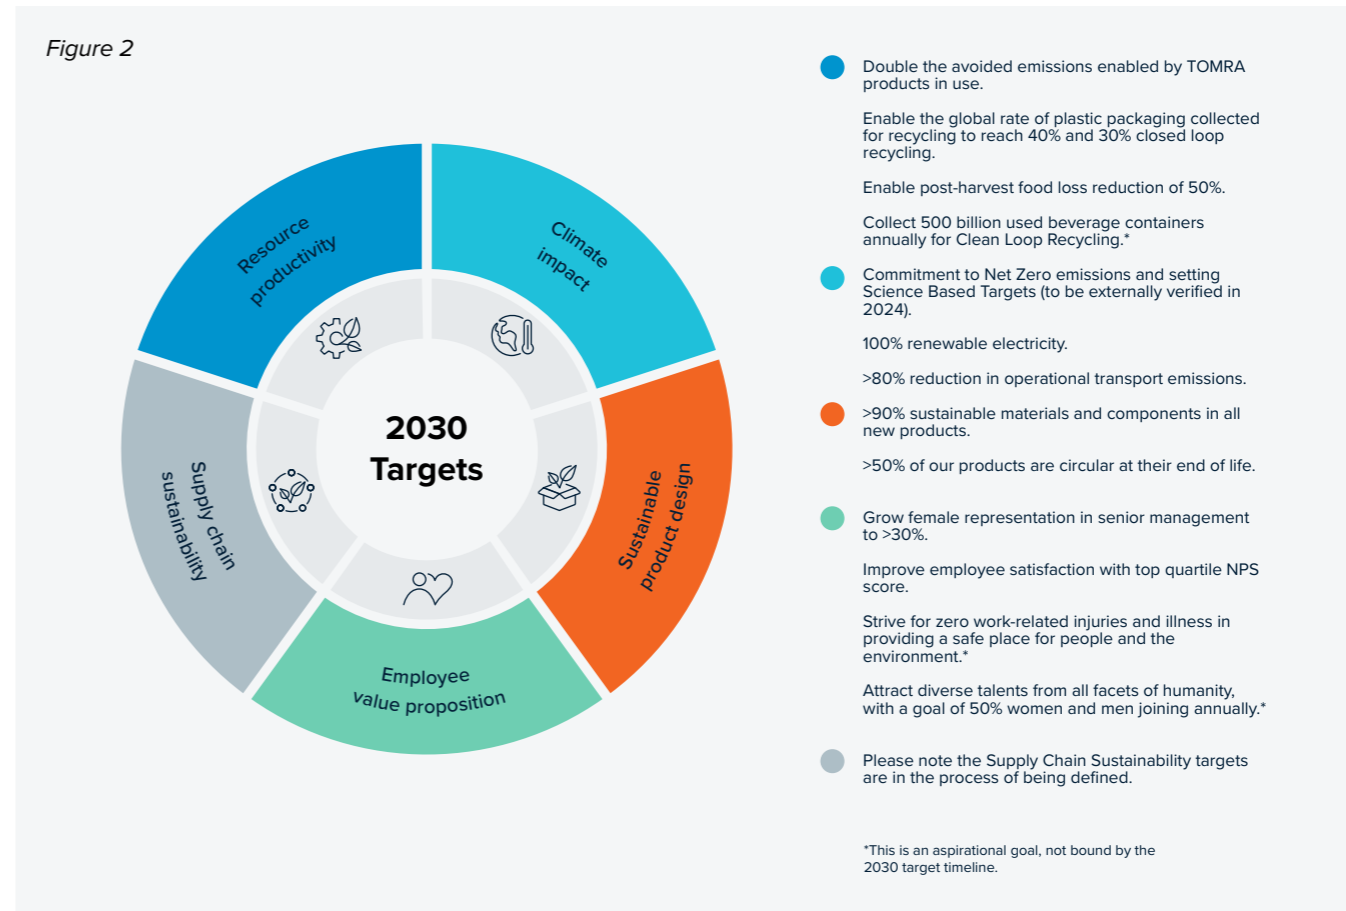 Figure 2
Resource
productivity
Climate
impact
Supply chain
sustainability
2030
Targets
Sustainable
product design
Employee
value proposition
Double the avoided emissions enabled by TOMRA
products in use.
Enable the global rate of plastic packaging collected
for recycling to reach 40% and 30% closed loop
recycling.
Enable post-harvest food loss reduction of 50%.
Collect 500 billion used beverage containers
annually for Clean Loop Recycling.*
Commitment to Net Zero emissions and setting
Science Based Targets (to be externally verified in
2024).
100% renewable electricity.
>80% reduction in operational transport emissions.
>90% sustainable materials and components in all
new products.
>50% of our products are circular at their end of life.
Grow female representation in senior management
to >30%.
Improve employee satisfaction with top quartile NPS
score.
Strive for zero work-related injuries and illness in
providing a safe place for people and the
environment.*
Attract diverse talents from all facets of humanity,
with a goal of 50% women and men joining annually.*
Please note the Supply Chain Sustainability targets
are in the process of being defined.
*This is an aspirational goal, not bound by the
2030 target timeline.